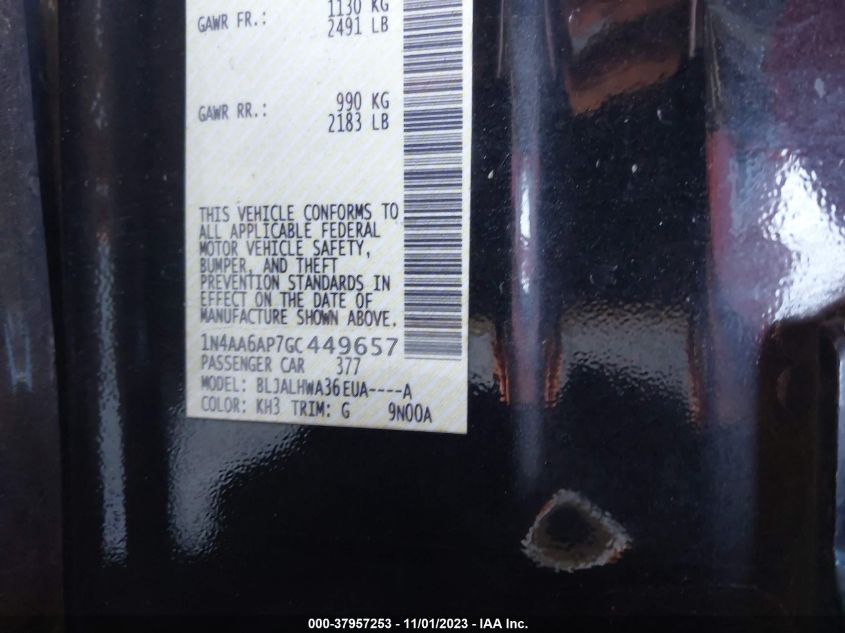 1130 KG
GAWR FR.: 2491 LB
990 KG
GAWR RR.: 2183 LB
THIS VEHICLE CONFORMS TO
ALL APPLICABLE FEDERAL
MOTOR VEHICLE SAFETY,
BUMPER, AND THEFT
PREVENTION STANDARDS IN
EFFECT ON THE DATE OF
MANUFACTURE SHOWN ABOVE.
1N4AA6AP7GC449657
PASSENGER CAR 377
MODEL: BLJALHWA36EUA----A
COLOR: KH3 TRIM: G 9N00A
000-37957253 - 11/01/2023 - IAA Inc.